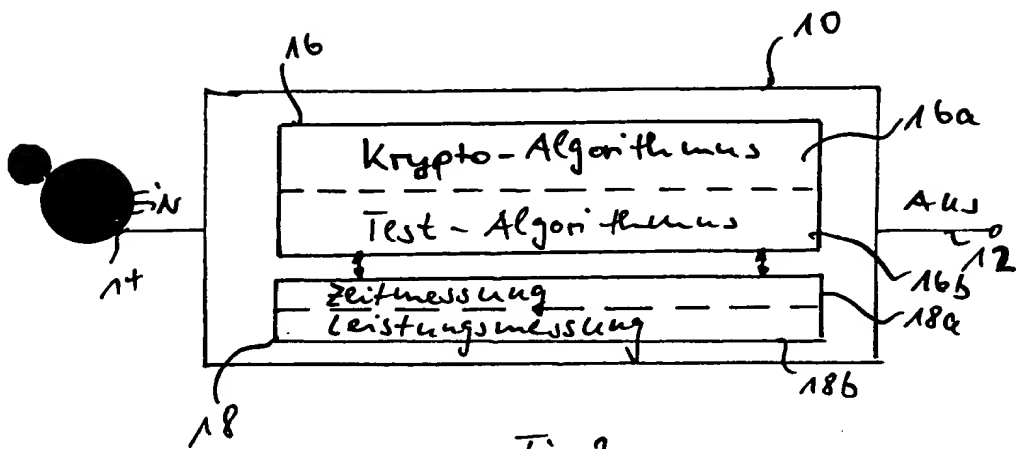 10
16
16a
Krypto-Algorithmus
Ein
Test-Algorithmus
Aus
14
12
16b
Zeitmessung
18a
Leistungsmessung
18b
18